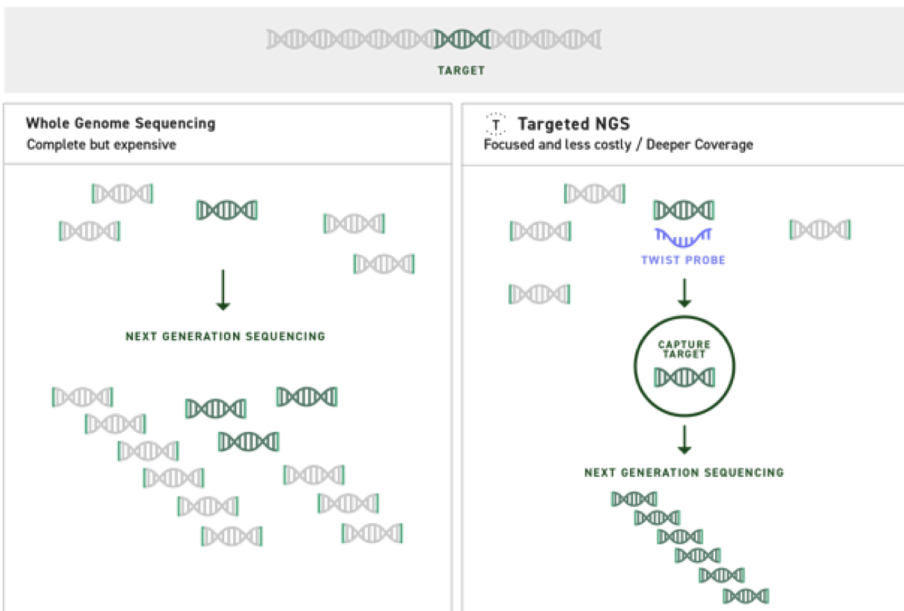 TARGET
Whole Genome Sequencing
Complete but expensive
NEXT GENERATION SEQUENCING
T Targeted NGS
Focused and less costly / Deeper Coverage
TWIST PROBE
CAPTURE
TARGET
NEXT GENERATION SEQUENCING